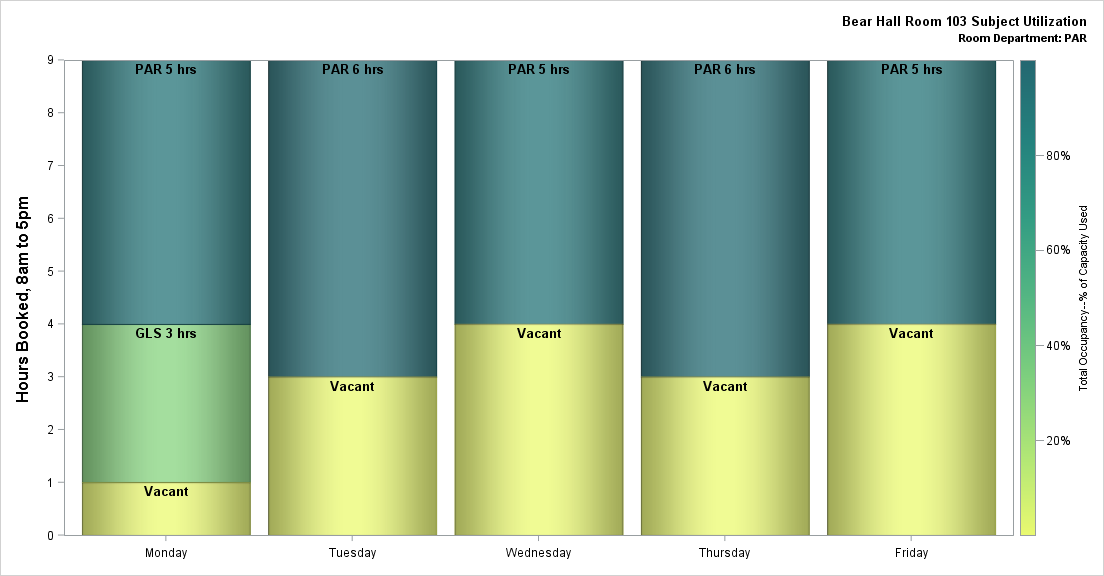 Bear Hall Room 103 Subject Utilization
Room Department: PAR
Hours Booked, 8am to 5pm
9
8
7
6
5
4
3
2
1
0
PAR 5 hrs
GLS 3 hrs
Vacant
PAR 6 hrs
Vacant
PAR 5 hrs
Vacant
PAR 6 hrs
Vacant
PAR 5 hrs
Vacant
Monday
Tuesday
Wednesday
Thursday
Friday
80%
60%
40%
20%
Total Occupancy--% of Capacity Used